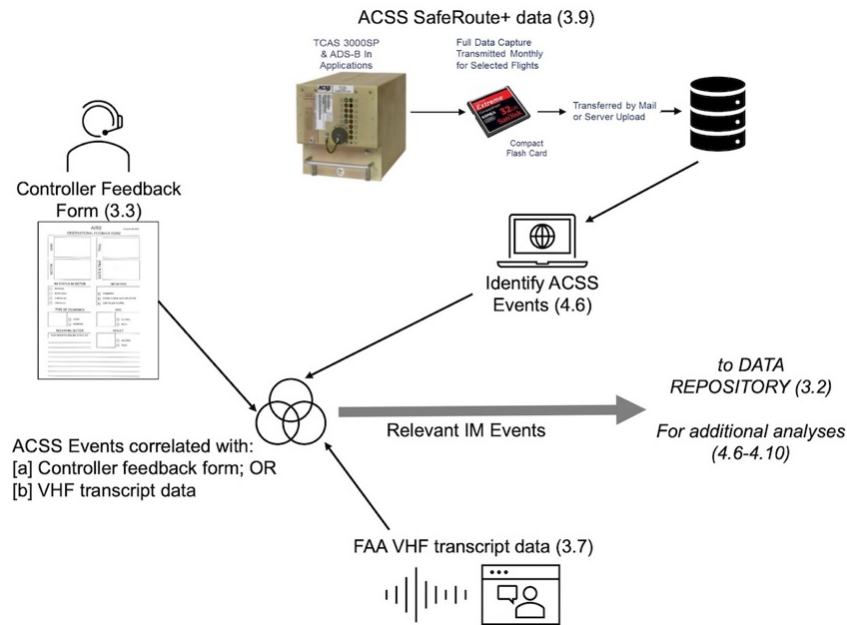 ACSS SafeRoute+ data (3.9)
TCAS 3000SP
& ADS-B In
Applications
Full Data Capture
Transmitted Monthly
for Selected Flights
Extreme
32GB
SanDisk
Transferred by Mail
or Server Upload
Compact
Flash Card
Controller Feedback
Form (3.3)
Identify ACSS
Events (4.6)
to DATA
REPOSITORY (3.2)
For additional analyses
(4.6-4.10)
Relevant IM Events
ACSS Events correlated with:
[a] Controller feedback form; OR
[b] VHF transcript data
FAA VHF transcript data (3.7)